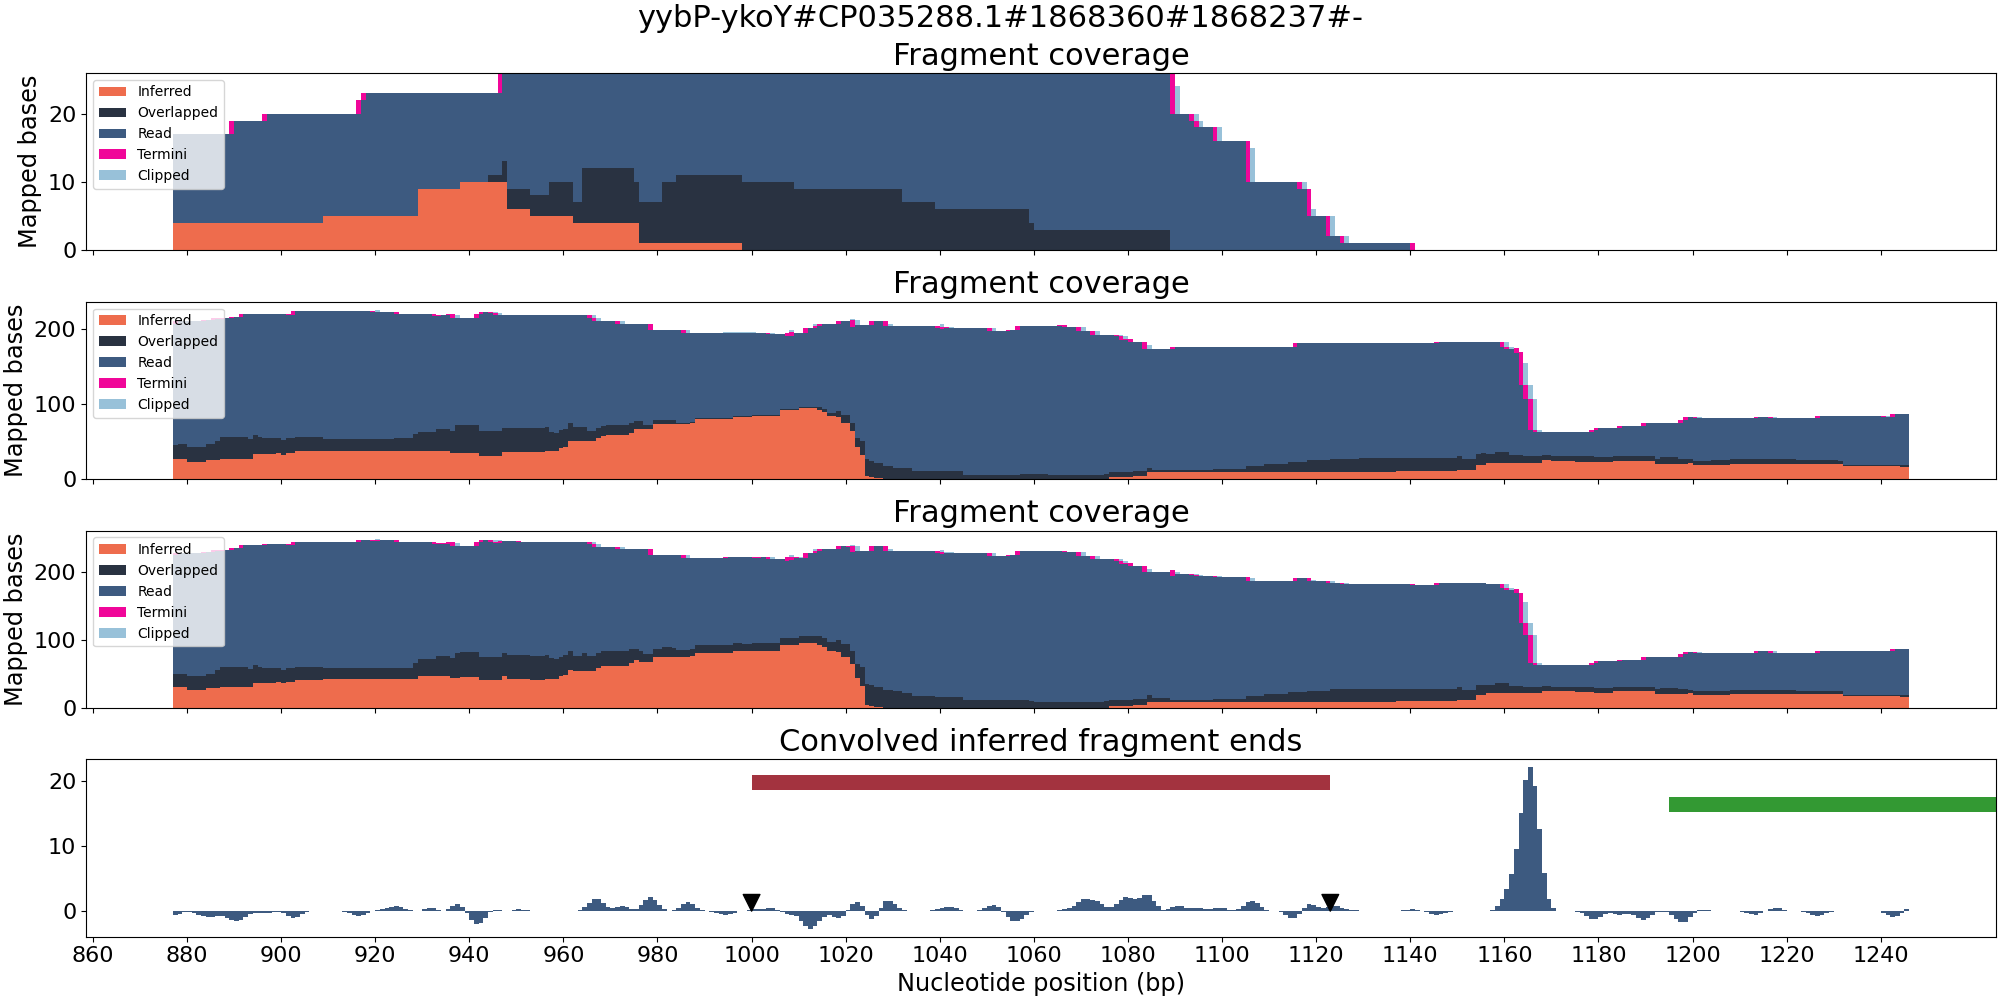 yybP-ykoY#CP035288.1#1868360#1868237#-
Fragment coverage
Mapped bases
20
10
0
Inferred
Overlapped
Read
Termini
Clipped
Fragment coverage
Mapped bases
200
100
0
Inferred
Overlapped
Read
Termini
Clipped
Fragment coverage
Mapped bases
200
100
0
Inferred
Overlapped
Read
Termini
Clipped
Convolved inferred fragment ends
20
10
0
860 880 900 920 940 960 980 1000 1020 1040 1060 1080 1100 1120 1140 1160 1180 1200 1220 1240
Nucleotide position (bp)